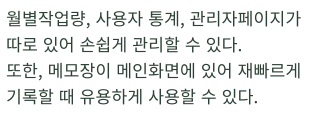 월별작업량, 사용자 통계, 관리자페이지가
따로 있어 손쉽게 관리할 수 있다.
또한, 메모장이 메인화면에 있어 재빠르게
기록할 때 유용하게 사용할 수 있다.